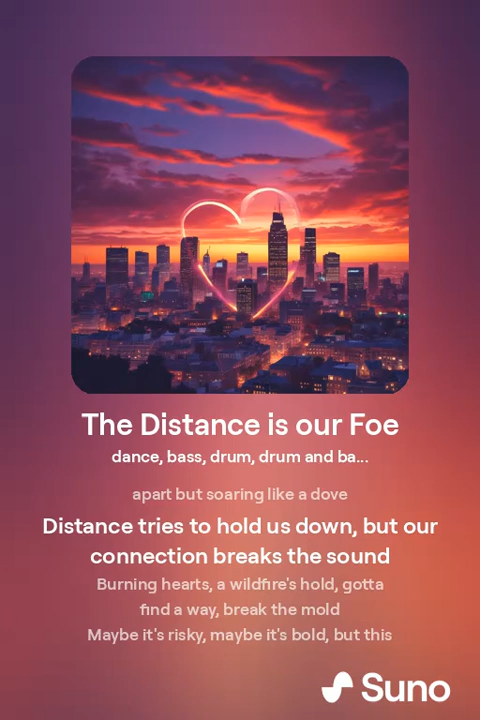 The Distance is our Foe
dance, bass, drum, drum and ba...
apart but soaring like a dove
Distance tries to hold us down, but our
connection breaks the sound
Burning hearts, a wildfire's hold, gotta
find a way, break the mold
Maybe it's risky, maybe it's bold, but this
Suno